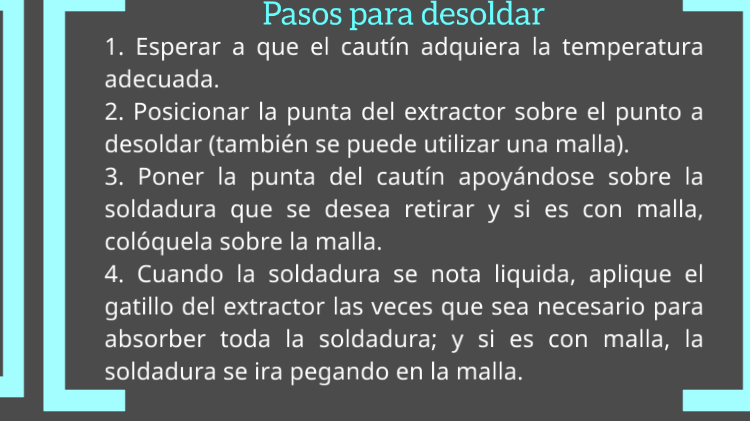 Pasos para desoldar
1. Esperar a que el cautín adquiera la temperatura
adecuada.
2. Posicionar la punta del extractor sobre el punto a
desoldar (también se puede utilizar una malla).
3. Poner la punta del cautín apoyándose sobre la
soldadura que se desea retirar y si es con malla,
colóquela sobre la malla.
4. Cuando la soldadura se nota liquida, aplique el
gatillo del extractor las veces que sea necesario para
absorber toda la soldadura; y si es con malla, la
soldadura se ira pegando en la malla.